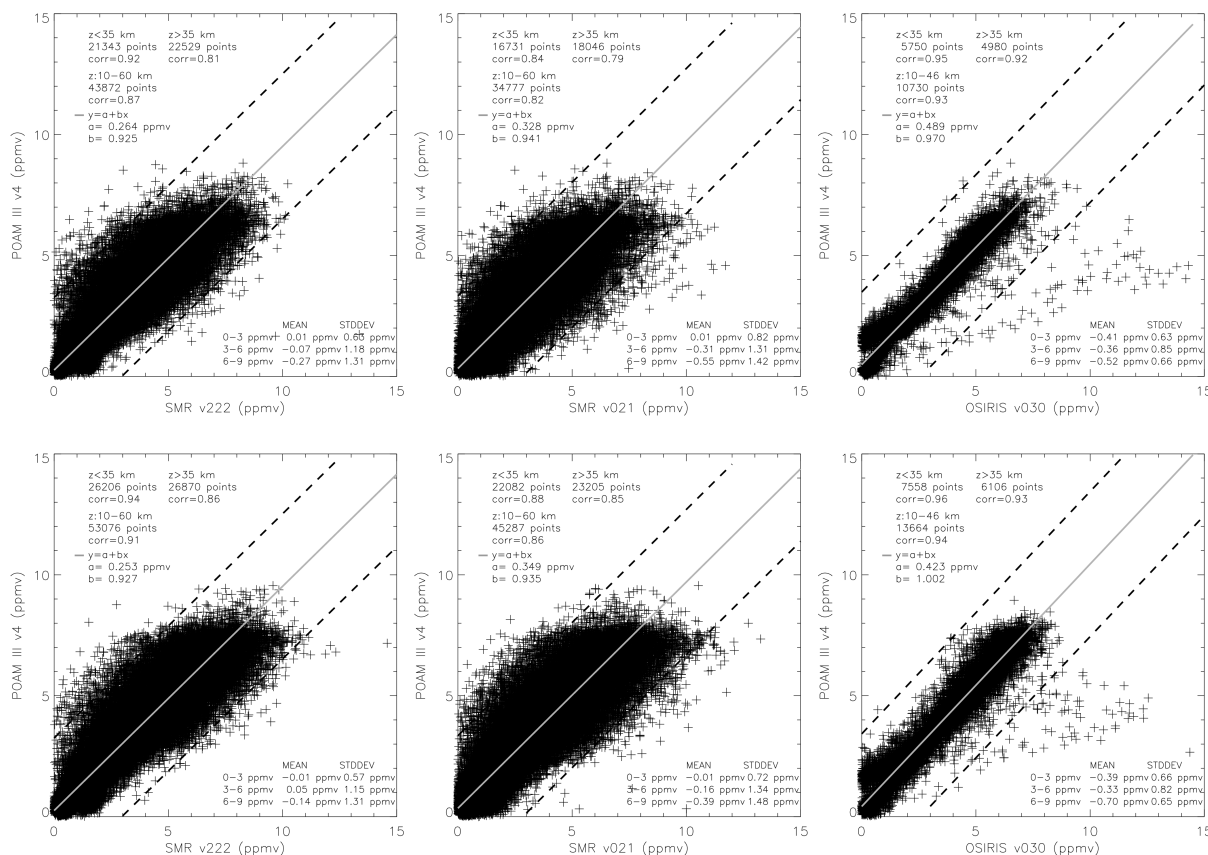 15
z<35 km z>35 km
21343 points 22529 points
corr=0.92 corr=0.81
z:10-60 km
43872 points
corr=0.87
y=a+bx
a= 0.264 ppmv
b= 0.925
10
5
0
POAM III v4 (ppmv)
MEAN STDDEV
0-3 ppmv 0.01 ppmv 0.63 ppmv
3-6 ppmv -0.07 ppmv 1.18 ppmv
6-9 ppmv -0.27 ppmv 1.31 ppmv
0 5 10 15
SMR v222 (ppmv)
15
z<35 km z>35 km
16731 points 18046 points
corr=0.84 corr=0.79
z:10-60 km
34777 points
corr=0.82
y=a+bx
a= 0.328 ppmv
b= 0.941
10
5
0
POAM III v4 (ppmv)
MEAN STDDEV
0-3 ppmv 0.01 ppmv 0.82 ppmv
3-6 ppmv -0.31 ppmv 1.31 ppmv
6-9 ppmv -0.55 ppmv 1.42 ppmv
0 5 10 15
SMR v021 (ppmv)
15
z<35 km z>35 km
5750 points 4980 points
corr=0.95 corr=0.92
z:10-46 km
10730 points
corr=0.93
y=a+bx
a= 0.489 ppmv
b= 0.970
10
5
0
POAM III v4 (ppmv)
MEAN STDDEV
0-3 ppmv -0.41 ppmv 0.63 ppmv
3-6 ppmv -0.36 ppmv 0.85 ppmv
6-9 ppmv -0.52 ppmv 0.66 ppmv
0 5 10 15
OSIRIS v030 (ppmv)
15
z<35 km z>35 km
26206 points 26870 points
corr=0.94 corr=0.86
z:10-60 km
53076 points
corr=0.91
y=a+bx
a= 0.253 ppmv
b= 0.927
10
5
0
POAM III v4 (ppmv)
MEAN STDDEV
0-3 ppmv -0.01 ppmv 0.57 ppmv
3-6 ppmv 0.05 ppmv 1.15 ppmv
6-9 ppmv -0.14 ppmv 1.31 ppmv
0 5 10 15
SMR v222 (ppmv)
15
z<35 km z>35 km
22082 points 23205 points
corr=0.88 corr=0.85
z:10-60 km
45287 points
corr=0.86
y=a+bx
a= 0.349 ppmv
b= 0.935
10
5
0
POAM III v4 (ppmv)
MEAN STDDEV
0-3 ppmv -0.01 ppmv 0.72 ppmv
3-6 ppmv -0.16 ppmv 1.34 ppmv
6-9 ppmv -0.39 ppmv 1.48 ppmv
0 5 10 15
SMR v021 (ppmv)
15
z<35 km z>35 km
7558 points 6106 points
corr=0.96 corr=0.93
z:10-46 km
13664 points
corr=0.94
y=a+bx
a= 0.423 ppmv
b= 1.002
10
5
0
POAM III v4 (ppmv)
MEAN STDDEV
0-3 ppmv -0.39 ppmv 0.66 ppmv
3-6 ppmv -0.33 ppmv 0.82 ppmv
6-9 ppmv -0.70 ppmv 0.65 ppmv
0 5 10 15
OSIRIS v030 (ppmv)